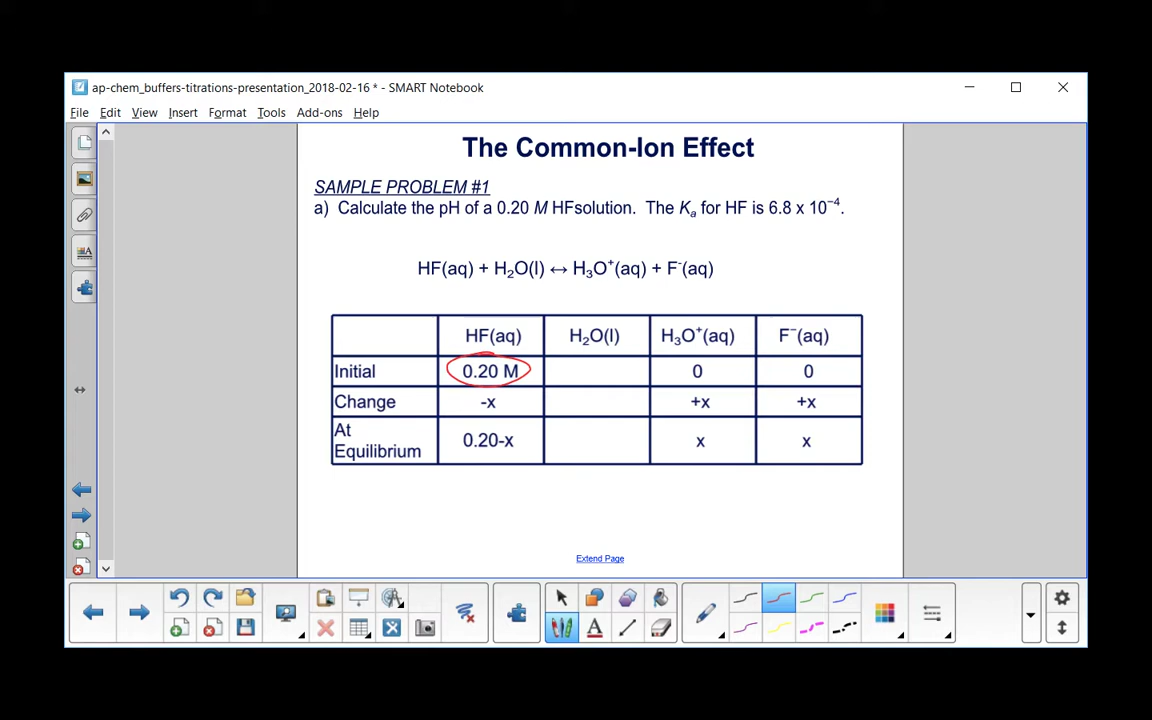 ap-chem_buffers-titrations-presentation_2018-02-16 * - SMART Notebook
File Edit View Insert Format Tools Add-ons Help
The Common-Ion Effect
SAMPLE PROBLEM #1
a) Calculate the pH of a 0.20 M HFsolution. The Kₐ for HF is 6.8 x 10⁻⁴.
HF(aq) + H₂O(l) ↔ H₃O⁺(aq) + F⁻(aq)
HF(aq) H₂O(l) H₃O⁺(aq) F⁻(aq)
Initial 0.20 M 0 0
Change -x +x +x
At
Equilibrium 0.20-x x x
Extend Page